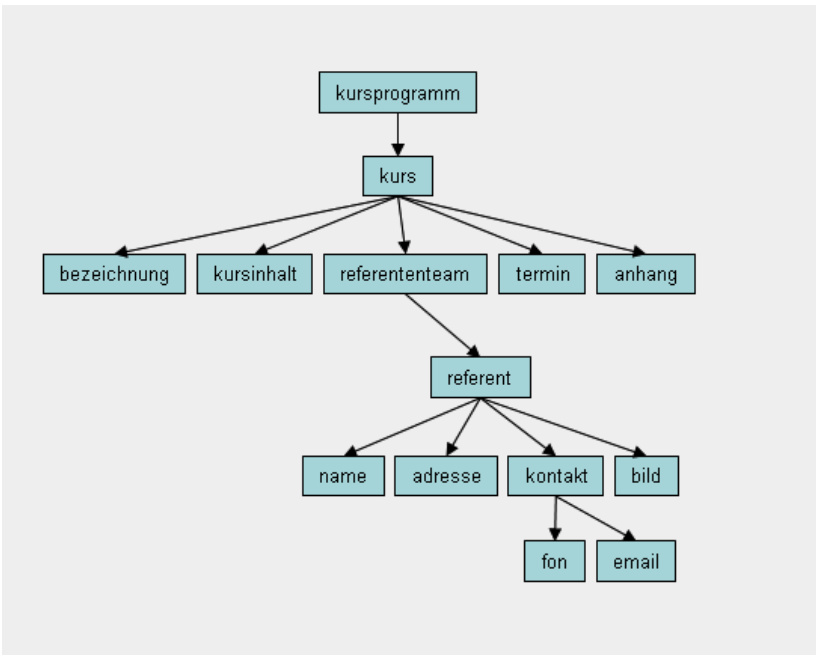 kursprogramm
kurs
bezeichnung kursinhalt referententeam termin anhang
referent
name adresse kontakt bild
fon email